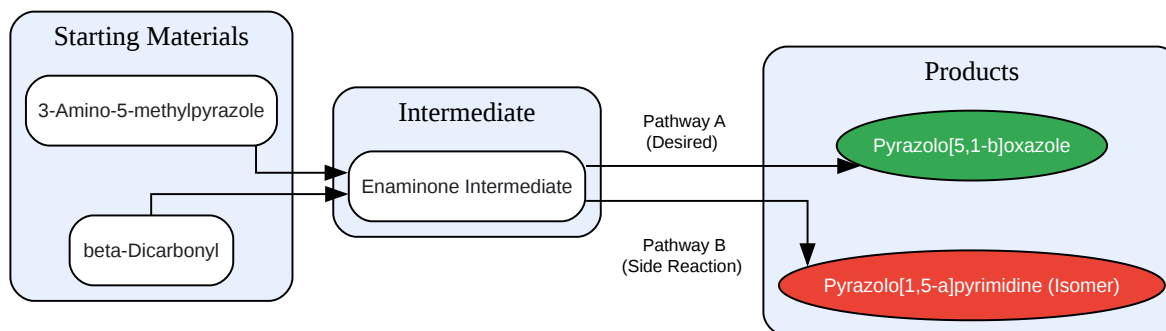 Starting Materials
3-Amino-5-methylpyrazole
beta-Dicarbonyl
Intermediate
Enaminone Intermediate
Pathway A
(Desired)
Pathway B
(Side Reaction)
Products
Pyrazolo[5,1-b]oxazole
Pyrazolo[1,5-a]pyrimidine (Isomer)